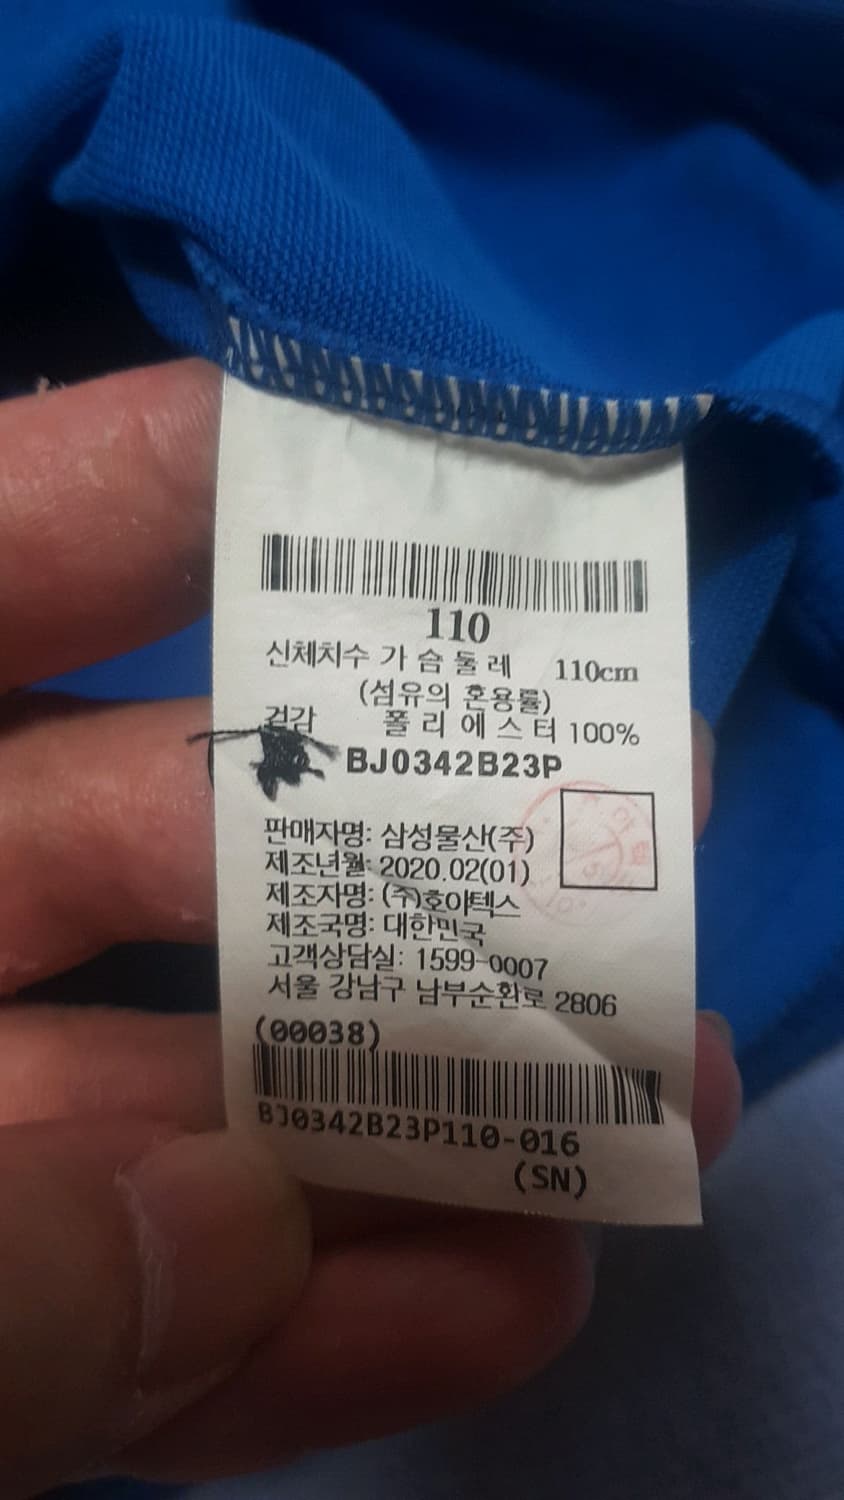 110
신체치수 가 슴 둘 레 110cm
(섬유의 혼용률)
겉감 폴 리 에 스 터 100%
BJ0342B23P
판매자명: 삼성물산(주)
제조년월: 2020.02(01)
제조자명: (주)호야텍스
제조국명: 대한민국
고객상담실: 1599-0007
서울 강남구 남부순환로 2806
(00038)
BJ0342B23P110-016
(SN)